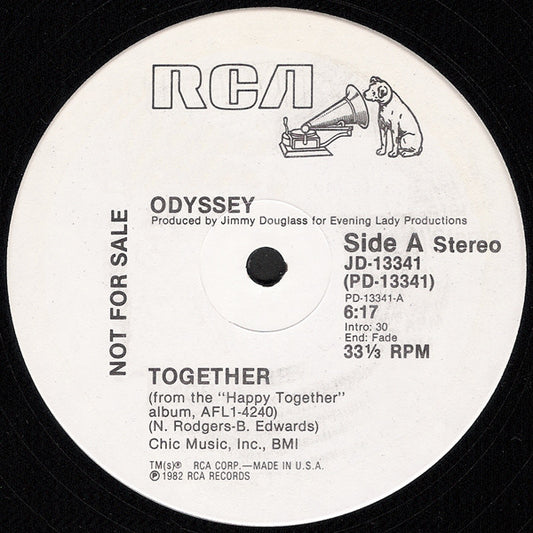 RCA
ODYSSEY
Produced by Jimmy Douglass for Evening Lady Productions
NOT FOR SALE
Side A Stereo
JD-13341
(PD-13341)
PD-13341-A
6:17
Intro: 30
End: Fade
33⅓ RPM
TOGETHER
(from the "Happy Together"
album, AFL1-4240)
(N. Rodgers-B. Edwards)
Chic Music, Inc., BMI
TM(s)® RCA CORP.—MADE IN U.S.A.
℗1982 RCA RECORDS